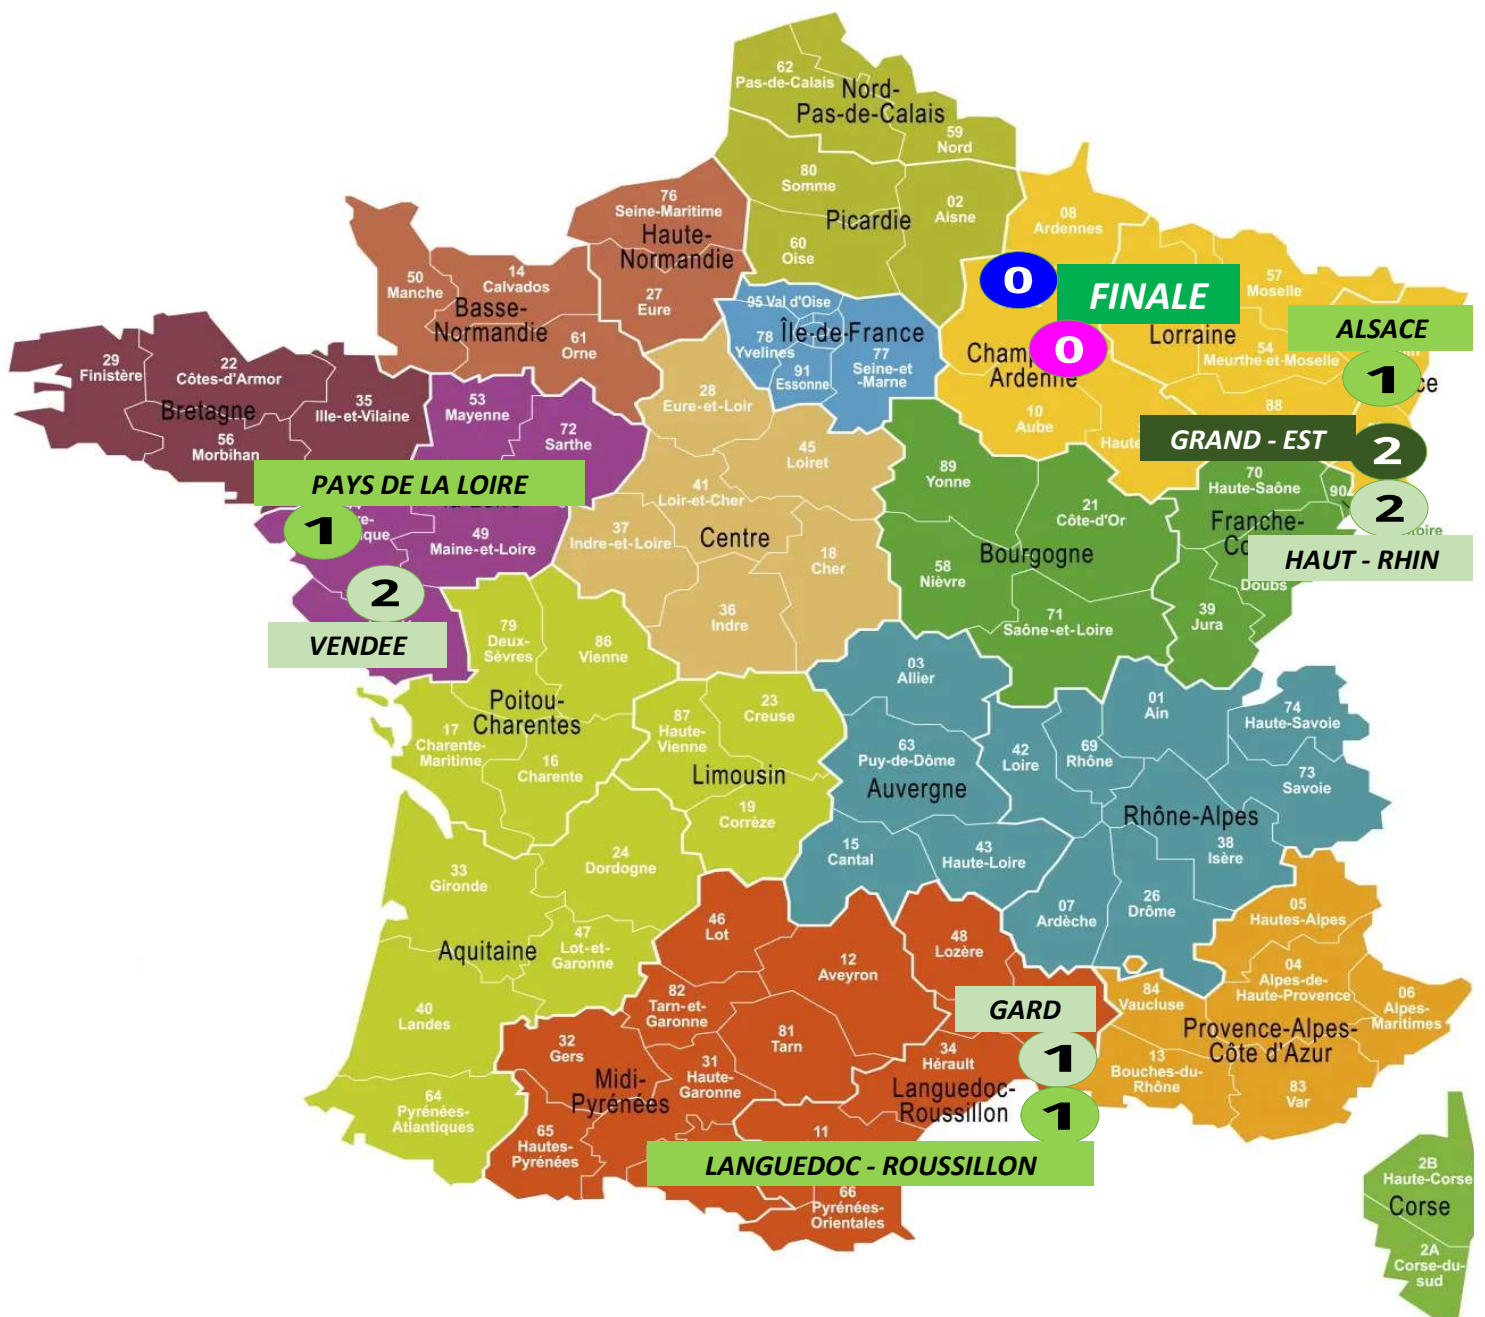 62
Pas-de-Calais
Nord-
Pas-de-Calais
59
Nord
80
Somme
02
Aisne
Picardie
60
Oise
76
Seine-Maritime
Haute-
Normandie
27
Eure
08
Ardennes
50
Manche
14
Calvados
Basse-
Normandie
61
Orne
95 Val d'Oise
Île-de-France
78
Yvelines
91
Essonne
77
Seine-et
-Marne
0
FINALE
0
57
Moselle
Lorraine
54
Meurthe-et-Moselle
ALSACE
1
Champ
Ardenne
10
Aube
Haute
88
GRAND - EST
2
2
HAUT - RHIN
29
Finistère
22
Côtes-d'Armor
Bretagne
35
Ille-et-Vilaine
56
Morbihan
53
Mayenne
72
Sarthe
PAYS DE LA LOIRE
1
49
Maine-et-Loire
2
VENDEE
28
Eure-et-Loir
45
Loiret
41
Loir-et-Cher
37
Indre-et-Loire
Centre
18
Cher
36
Indre
89
Yonne
21
Côte-d'Or
Bourgogne
58
Nièvre
71
Saône-et-Loire
70
Haute-Saône
90
Franche-
Co
Doubs
39
Jura
79
Deux-
Sèvres
86
Vienne
Poitou-
Charentes
17
Charente-
Maritime
16
Charente
87
Haute-
Vienne
23
Creuse
Limousin
19
Corrèze
03
Allier
63
Puy-de-Dôme
Auvergne
15
Cantal
43
Haute-Loire
42
Loire
69
Rhône
01
Ain
74
Haute-Savoie
73
Savoie
Rhône-Alpes
38
Isère
07
Ardèche
26
Drôme
33
Gironde
24
Dordogne
Aquitaine
47
Lot-et-
Garonne
40
Landes
64
Pyrénées-
Atlantiques
46
Lot
12
Aveyron
82
Tarn-et-
Garonne
81
Tarn
32
Gers
31
Haute-
Garonne
Midi-
Pyrénées
65
Hautes-
Pyrénées
48
Lozère
GARD
1
34
Hérault
Languedoc-
Roussillon
1
11
LANGUEDOC - ROUSSILLON
66
Pyrénées-
Orientales
05
Hautes-Alpes
04
Alpes-de-
Haute-Provence
06
Alpes-
Maritimes
84
Vaucluse
Provence-Alpes-
Côte d'Azur
13
Bouches-du-
Rhône
83
Var
2B
Haute-Corse
Corse
2A
Corse-du-
sud